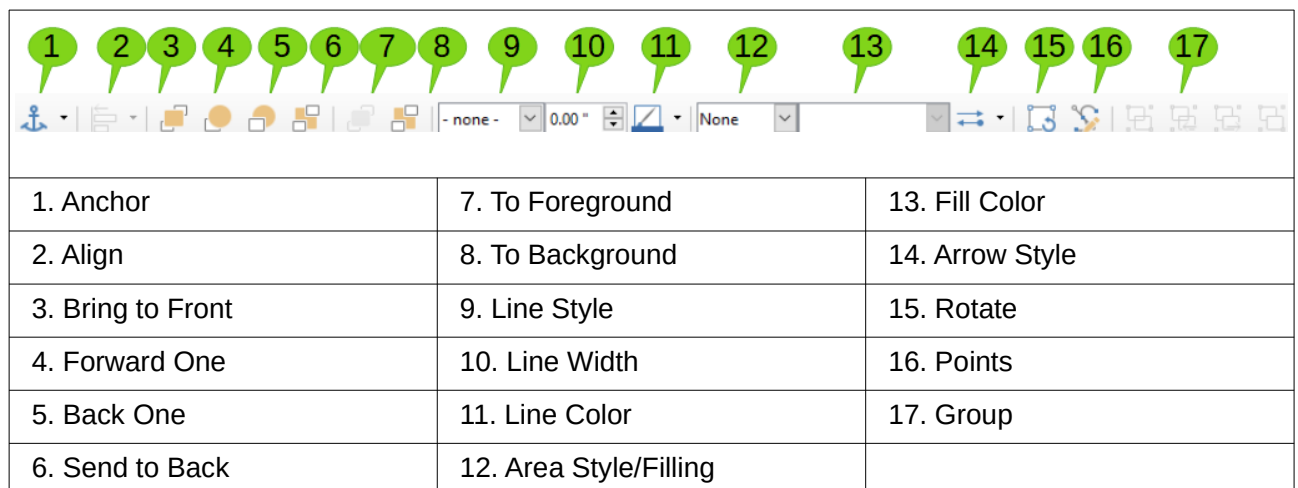 1 2 3 4 5 6 7 8 9 10 11 12 13 14 15 16 17
- none - 0.00 " None
1. Anchor 7. To Foreground 13. Fill Color
2. Align 8. To Background 14. Arrow Style
3. Bring to Front 9. Line Style 15. Rotate
4. Forward One 10. Line Width 16. Points
5. Back One 11. Line Color 17. Group
6. Send to Back 12. Area Style/Filling